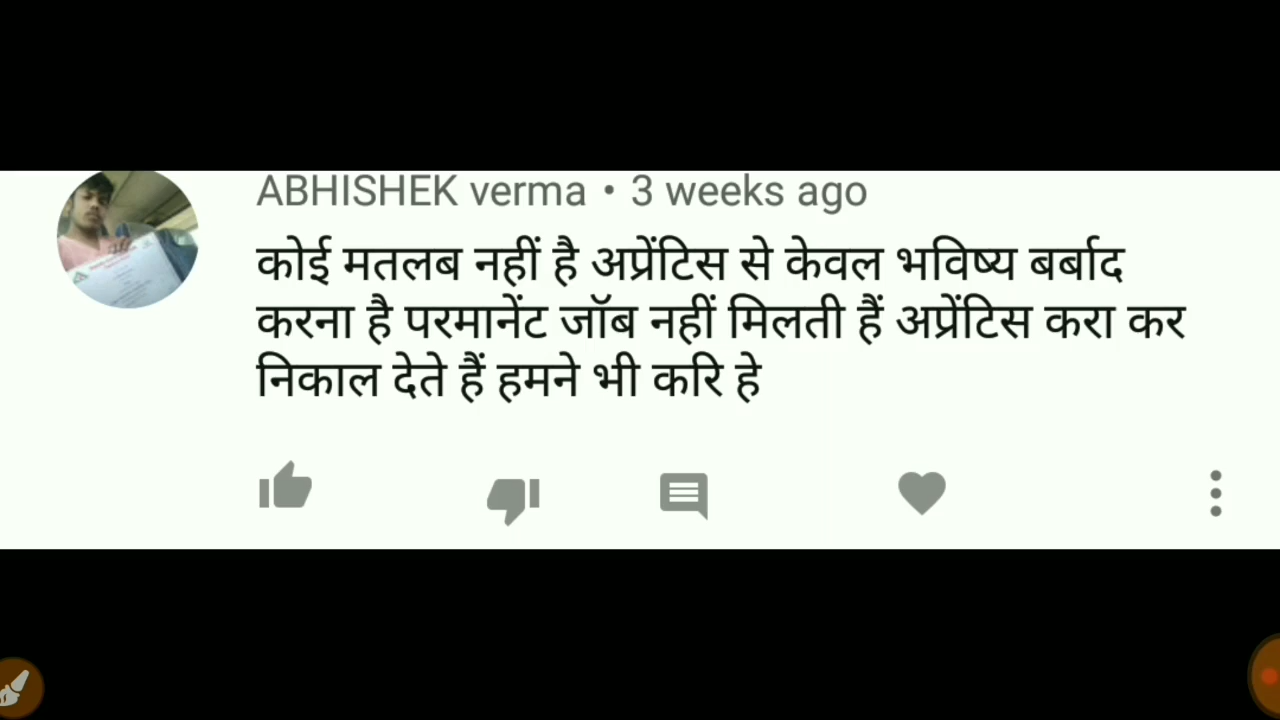 ABHISHEK verma • 3 weeks ago
कोई मतलब नहीं है अप्रेंटिस से केवल भविष्य बर्बाद
करना है परमानेंट जॉब नहीं मिलती हैं अप्रेंटिस करा कर
निकाल देते हैं हमने भी करि हे